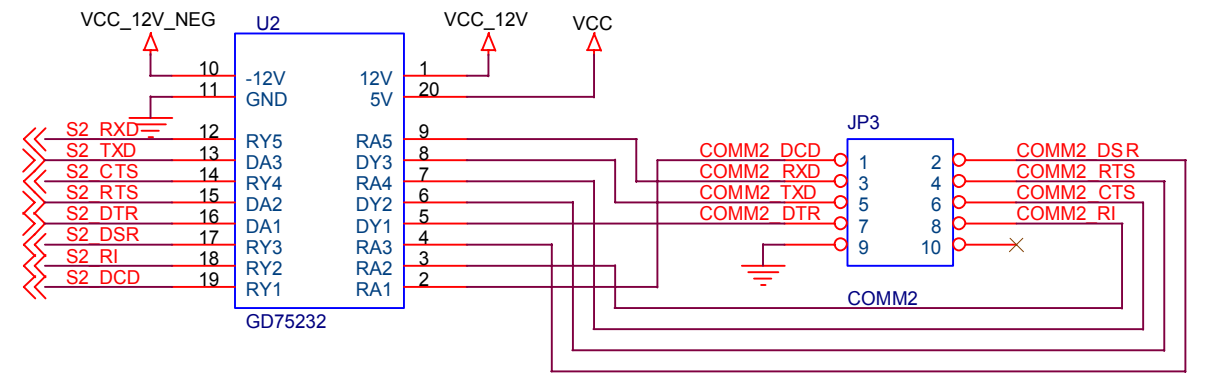 VCC_12V_NEG
U2
VCC_12V
VCC
10 -12V 12V 1
11 GND 5V 20
S2_RXD 12 RY5 RA5 9
S2_TXD 13 DA3 DY3 8
S2_CTS 14 RY4 RA4 7
S2_RTS 15 DA2 DY2 6
S2_DTR 16 DA1 DY1 5
S2_DSR 17 RY3 RA3 4
S2_RI 18 RY2 RA2 3
S2_DCD 19 RY1 RA1 2
GD75232
JP3
COMM2_DCD 1 2 COMM2_DSR
COMM2_RXD 3 4 COMM2_RTS
COMM2_TXD 5 6 COMM2_CTS
COMM2_DTR 7 8 COMM2_RI
9 10
COMM2